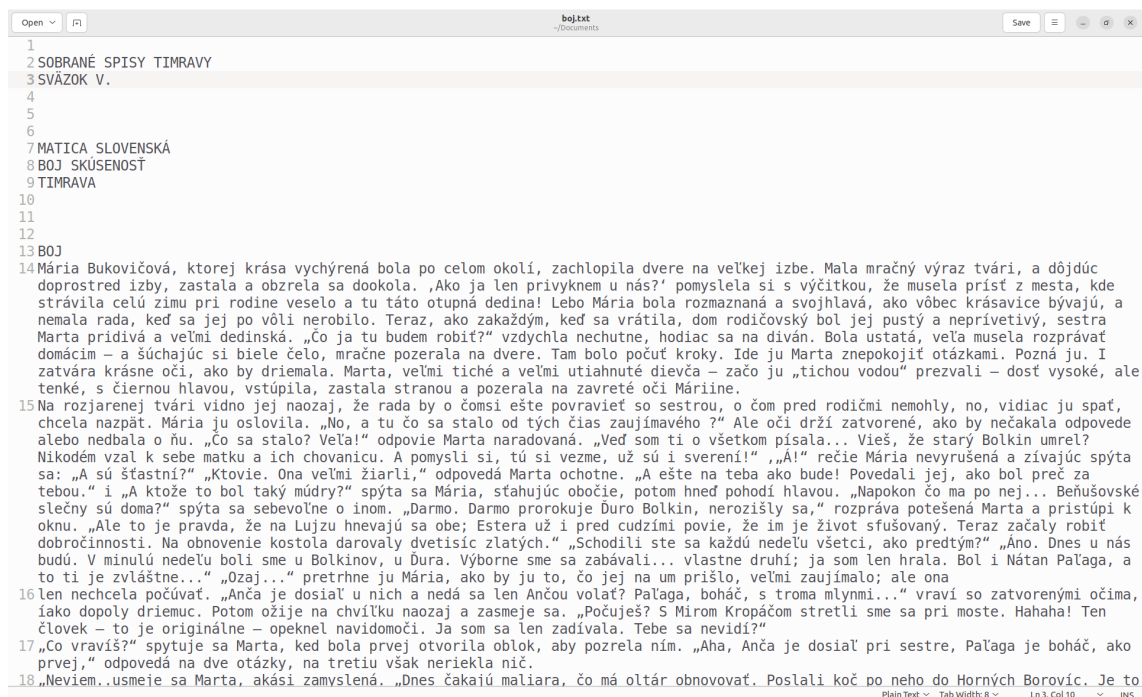 Open
boj.txt
~/Documents
Save
1
2 SOBRANÉ SPISY TIMRAVY
3 SVÄZOK V.
4
5
6
7 MATICA SLOVENSKÁ
8 BOJ SKÚSENOSŤ
9 TIMRAVA
10
11
12
13 BOJ
14 Mária Bukovičová, ktorej krása vychýrená bola po celom okolí, zachlopila dvere na veľkej izbe. Mala mračný výraz tvári, a dôjdúc
doprostred izby, zastala a obzrela sa dookola. ‚Ako ja len privyknem u nás?‘ pomyslela si s výčitkou, že musela prísť z mesta, kde
strávila celú zimu pri rodine veselo a tu táto otupná dedina! Lebo Mária bola rozmaznaná a svojhlavá, ako vôbec krásavice bývajú, a
nemala rada, keď sa jej po vôli nerobilo. Teraz, ako zakaždým, keď sa vrátila, dom rodičovský bol jej pustý a neprívetivý, sestra
Marta pridivá a veľmi dedinská. „Čo ja tu budem robiť?“ vzdychla nechutne, hodiac sa na diván. Bola ustatá, veľa musela rozprávať
domácim — a šúchajúc si biele čelo, mračne pozerala na dvere. Tam bolo počuť kroky. Ide ju Marta znepokojiť otázkami. Pozná ju. I
zatvára krásne oči, ako by driemala. Marta, veľmi tiché a veľmi utiahnuté dievča — začo ju „tichou vodou“ prezvali — dosť vysoké, ale
tenké, s čiernou hlavou, vstúpila, zastala stranou a pozerala na zavreté oči Máriine.
15 Na rozjarenej tvári vidno jej naozaj, že rada by o čomsi ešte povravieť so sestrou, o čom pred rodičmi nemohly, no, vidiac ju spať,
chcela nazpät. Mária ju oslovila. „No, a tu čo sa stalo od tých čias zaujímavého ?“ Ale oči drží zatvorené, ako by nečakala odpovede
alebo nedbala o ňu. „Čo sa stalo? Veľa!“ odpovie Marta naradovaná. „Veď som ti o všetkom písala... Vieš, že starý Bolkin umrel?
Nikodém vzal k sebe matku a ich chovanicu. A pomysli si, tú si vezme, už sú i sverení!“ ,„Á!“ rečie Mária nevyrušená a zívajúc spýta
sa: „A sú šťastní?“ „Ktovie. Ona veľmi žiarli,“ odpovedá Marta ochotne. „A ešte na teba ako bude! Povedali jej, ako bol preč za
tebou.“ i „A ktože to bol taký múdry?“ spýta sa Mária, sťahujúc obočie, potom hneď pohodí hlavou. „Napokon čo ma po nej... Beňušovské
slečny sú doma?“ spýta sa sebevoľne o inom. „Darmo. Darmo prorokuje Ďuro Bolkin, nerozišly sa,“ rozpráva potešená Marta a pristúpi k
oknu. „Ale to je pravda, že na Lujzu hnevajú sa obe; Estera už i pred cudzími povie, že im je život sfušovaný. Teraz začaly robiť
dobročinnosti. Na obnovenie kostola darovaly dvetisíc zlatých.“ „Schodili ste sa každú nedeľu všetci, ako predtým?“ „Áno. Dnes u nás
budú. V minulú nedeľu boli sme u Bolkinov, u Ďura. Výborne sme sa zabávali... vlastne druhí; ja som len hrala. Bol i Nátan Paľaga, a
to ti je zvláštne...“ „Ozaj...“ pretrhne ju Mária, ako by ju to, čo jej na um prišlo, veľmi zaujímalo; ale ona
16 len nechcela počúvať. „Anča je dosiaľ u nich a nedá sa len Ančou volať? Paľaga, boháč, s troma mlynmi...“ vraví so zatvorenými očima,
íako dopoly driemuc. Potom ožije na chvíľku naozaj a zasmeje sa. „Počuješ? S Mirom Kropáčom stretli sme sa pri moste. Hahaha! Ten
človek — to je originálne — opeknel navidomoči. Ja som sa len zadívala. Tebe sa nevidí?“
17 „Co vravíš?“ spytuje sa Marta, ked bola prvej otvorila oblok, aby pozrela ním. „Aha, Anča je dosiaľ pri sestre, Paľaga je boháč, ako
prvej,“ odpovedá na dve otázky, na tretiu však neriekla nič.
18 „Neviem..usmeje sa Marta, akási zamyslená. „Dnes čakajú maliara, čo má oltár obnovovať. Poslali koč po neho do Horných Borovíc. Je to
Plain Text
Tab Width: 8
Ln 3, Col 10
INS